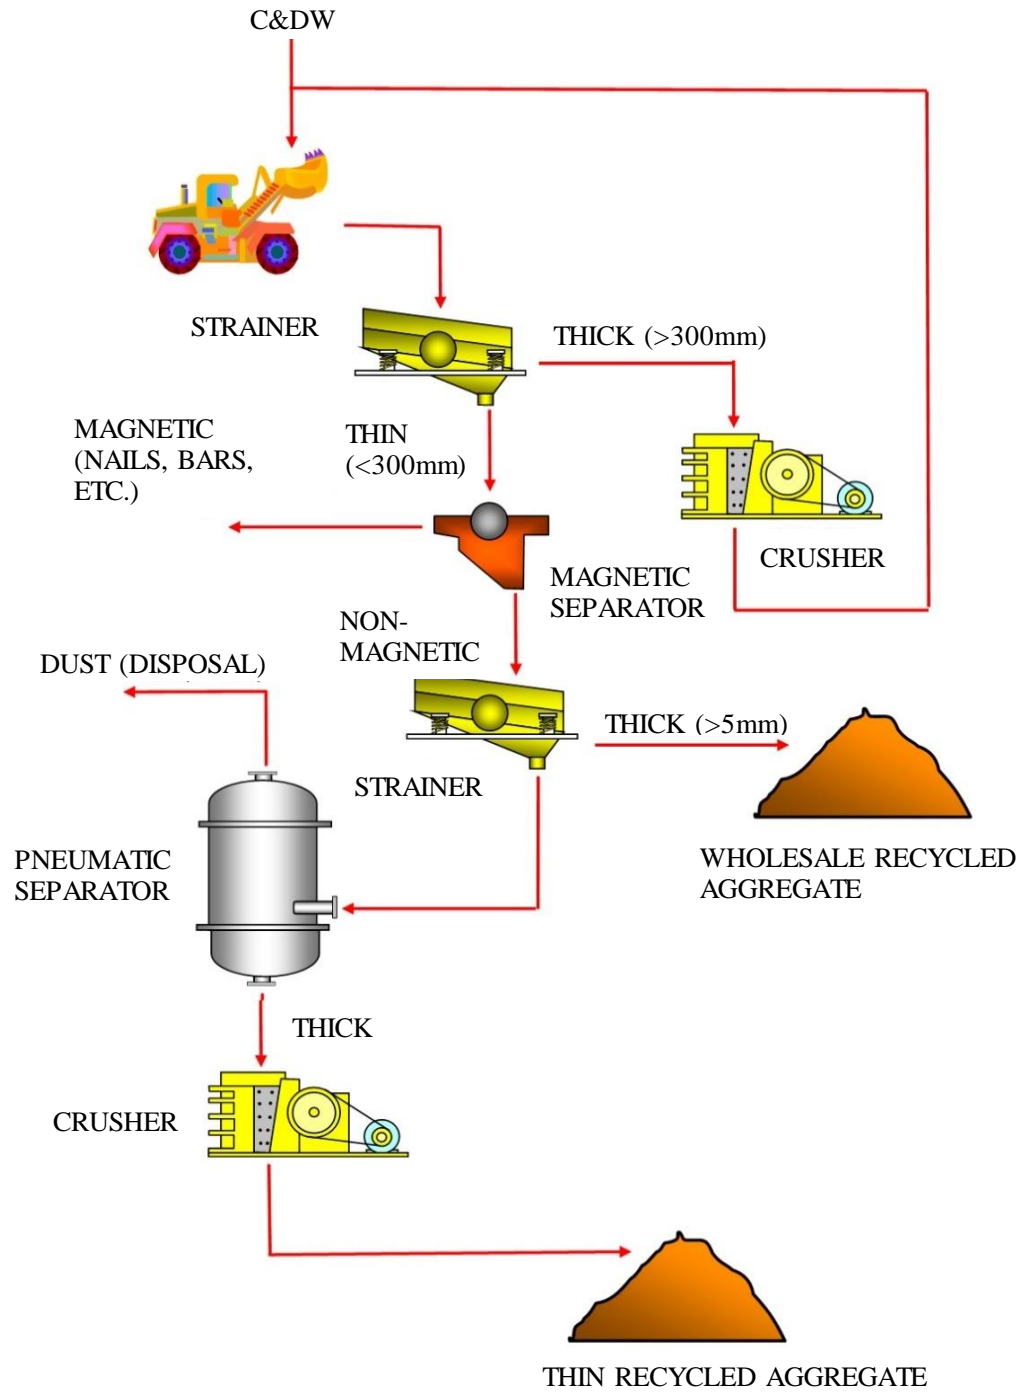 C&DW
STRAINER
THICK (>300mm)
MAGNETIC
(NAILS, BARS,
ETC.)
THIN
(<300mm)
CRUSHER
MAGNETIC
SEPARATOR
NON-
MAGNETIC
DUST (DISPOSAL)
THICK (>5mm)
STRAINER
PNEUMATIC
SEPARATOR
WHOLESALE RECYCLED
AGGREGATE
THICK
CRUSHER
THIN RECYCLED AGGREGATE